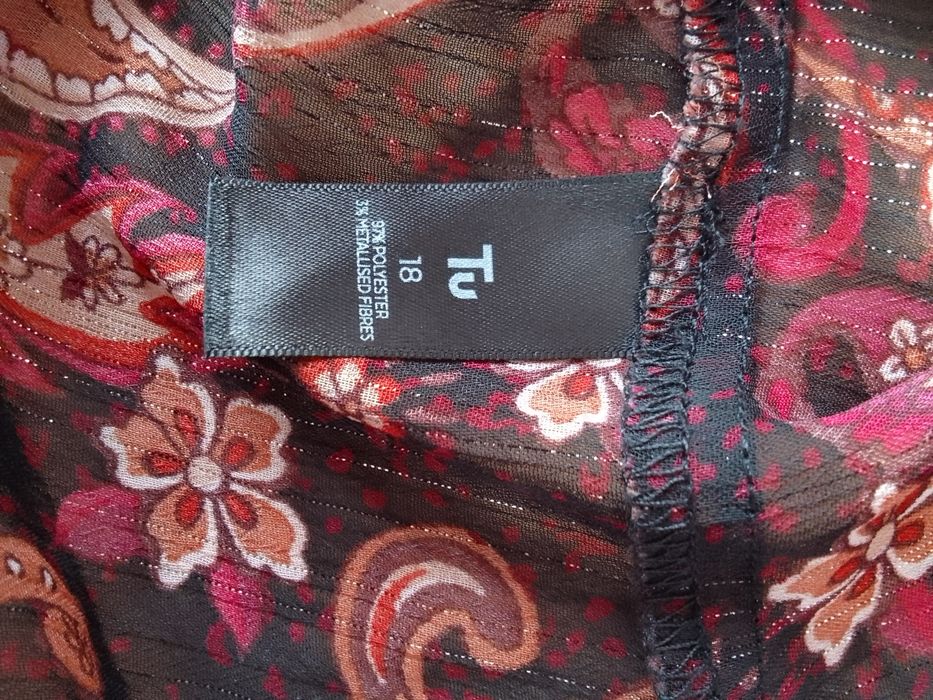 Tu
18
97% POLYESTER
3% METALLISED FIBRES